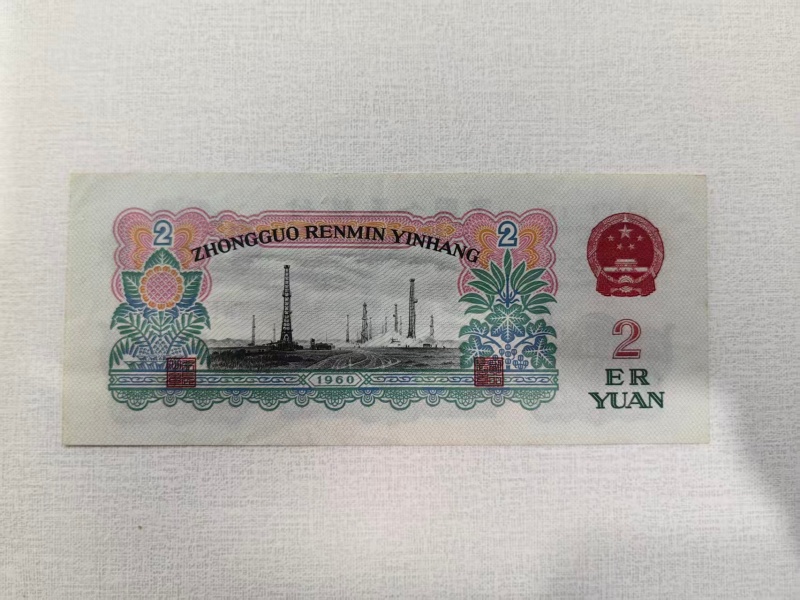 2 2
ZHONGGUO RENMIN YINHANG
1960
2
ER
YUAN